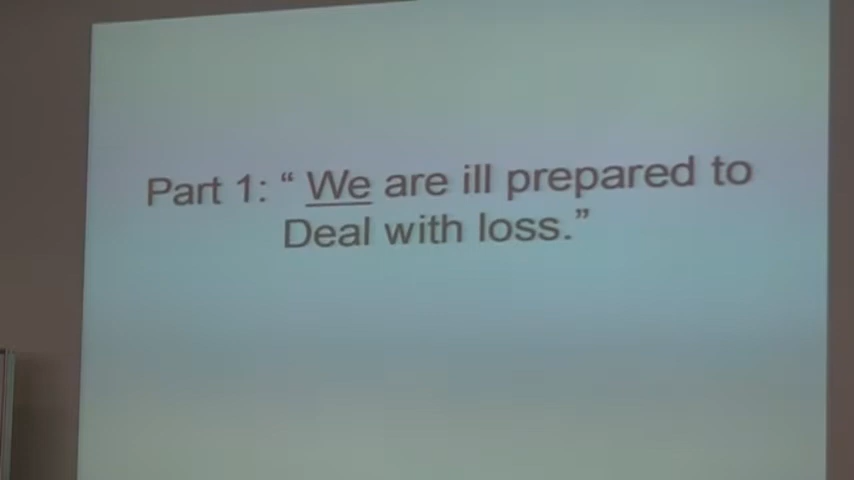 Part 1: “ We are ill prepared to
Deal with loss.”